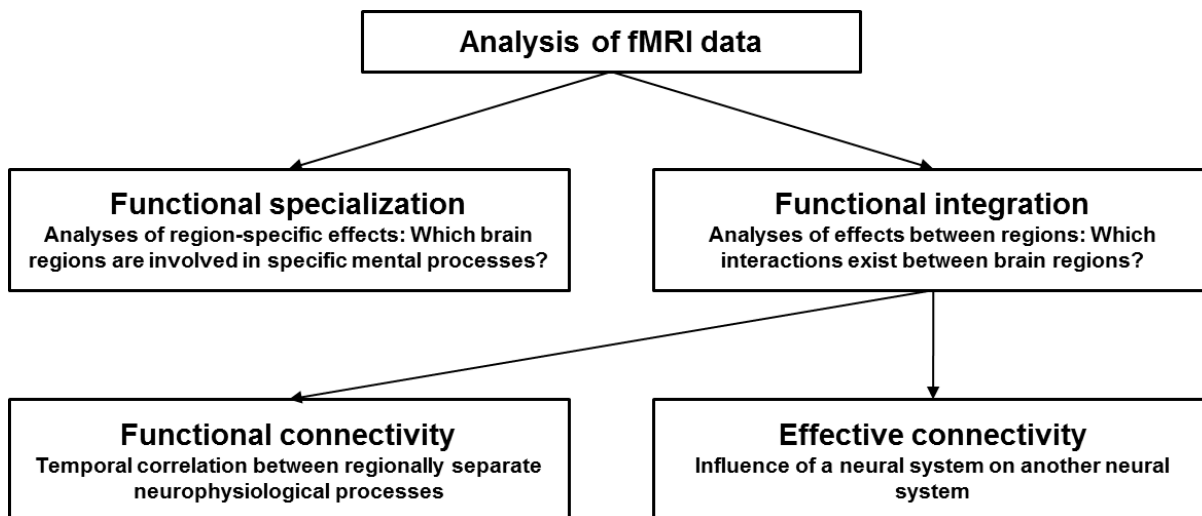 Analysis of fMRI data
Functional specialization
Analyses of region-specific effects: Which brain
regions are involved in specific mental processes?
Functional integration
Analyses of effects between regions: Which
interactions exist between brain regions?
Functional connectivity
Temporal correlation between regionally separate
neurophysiological processes
Effective connectivity
Influence of a neural system on another neural
system